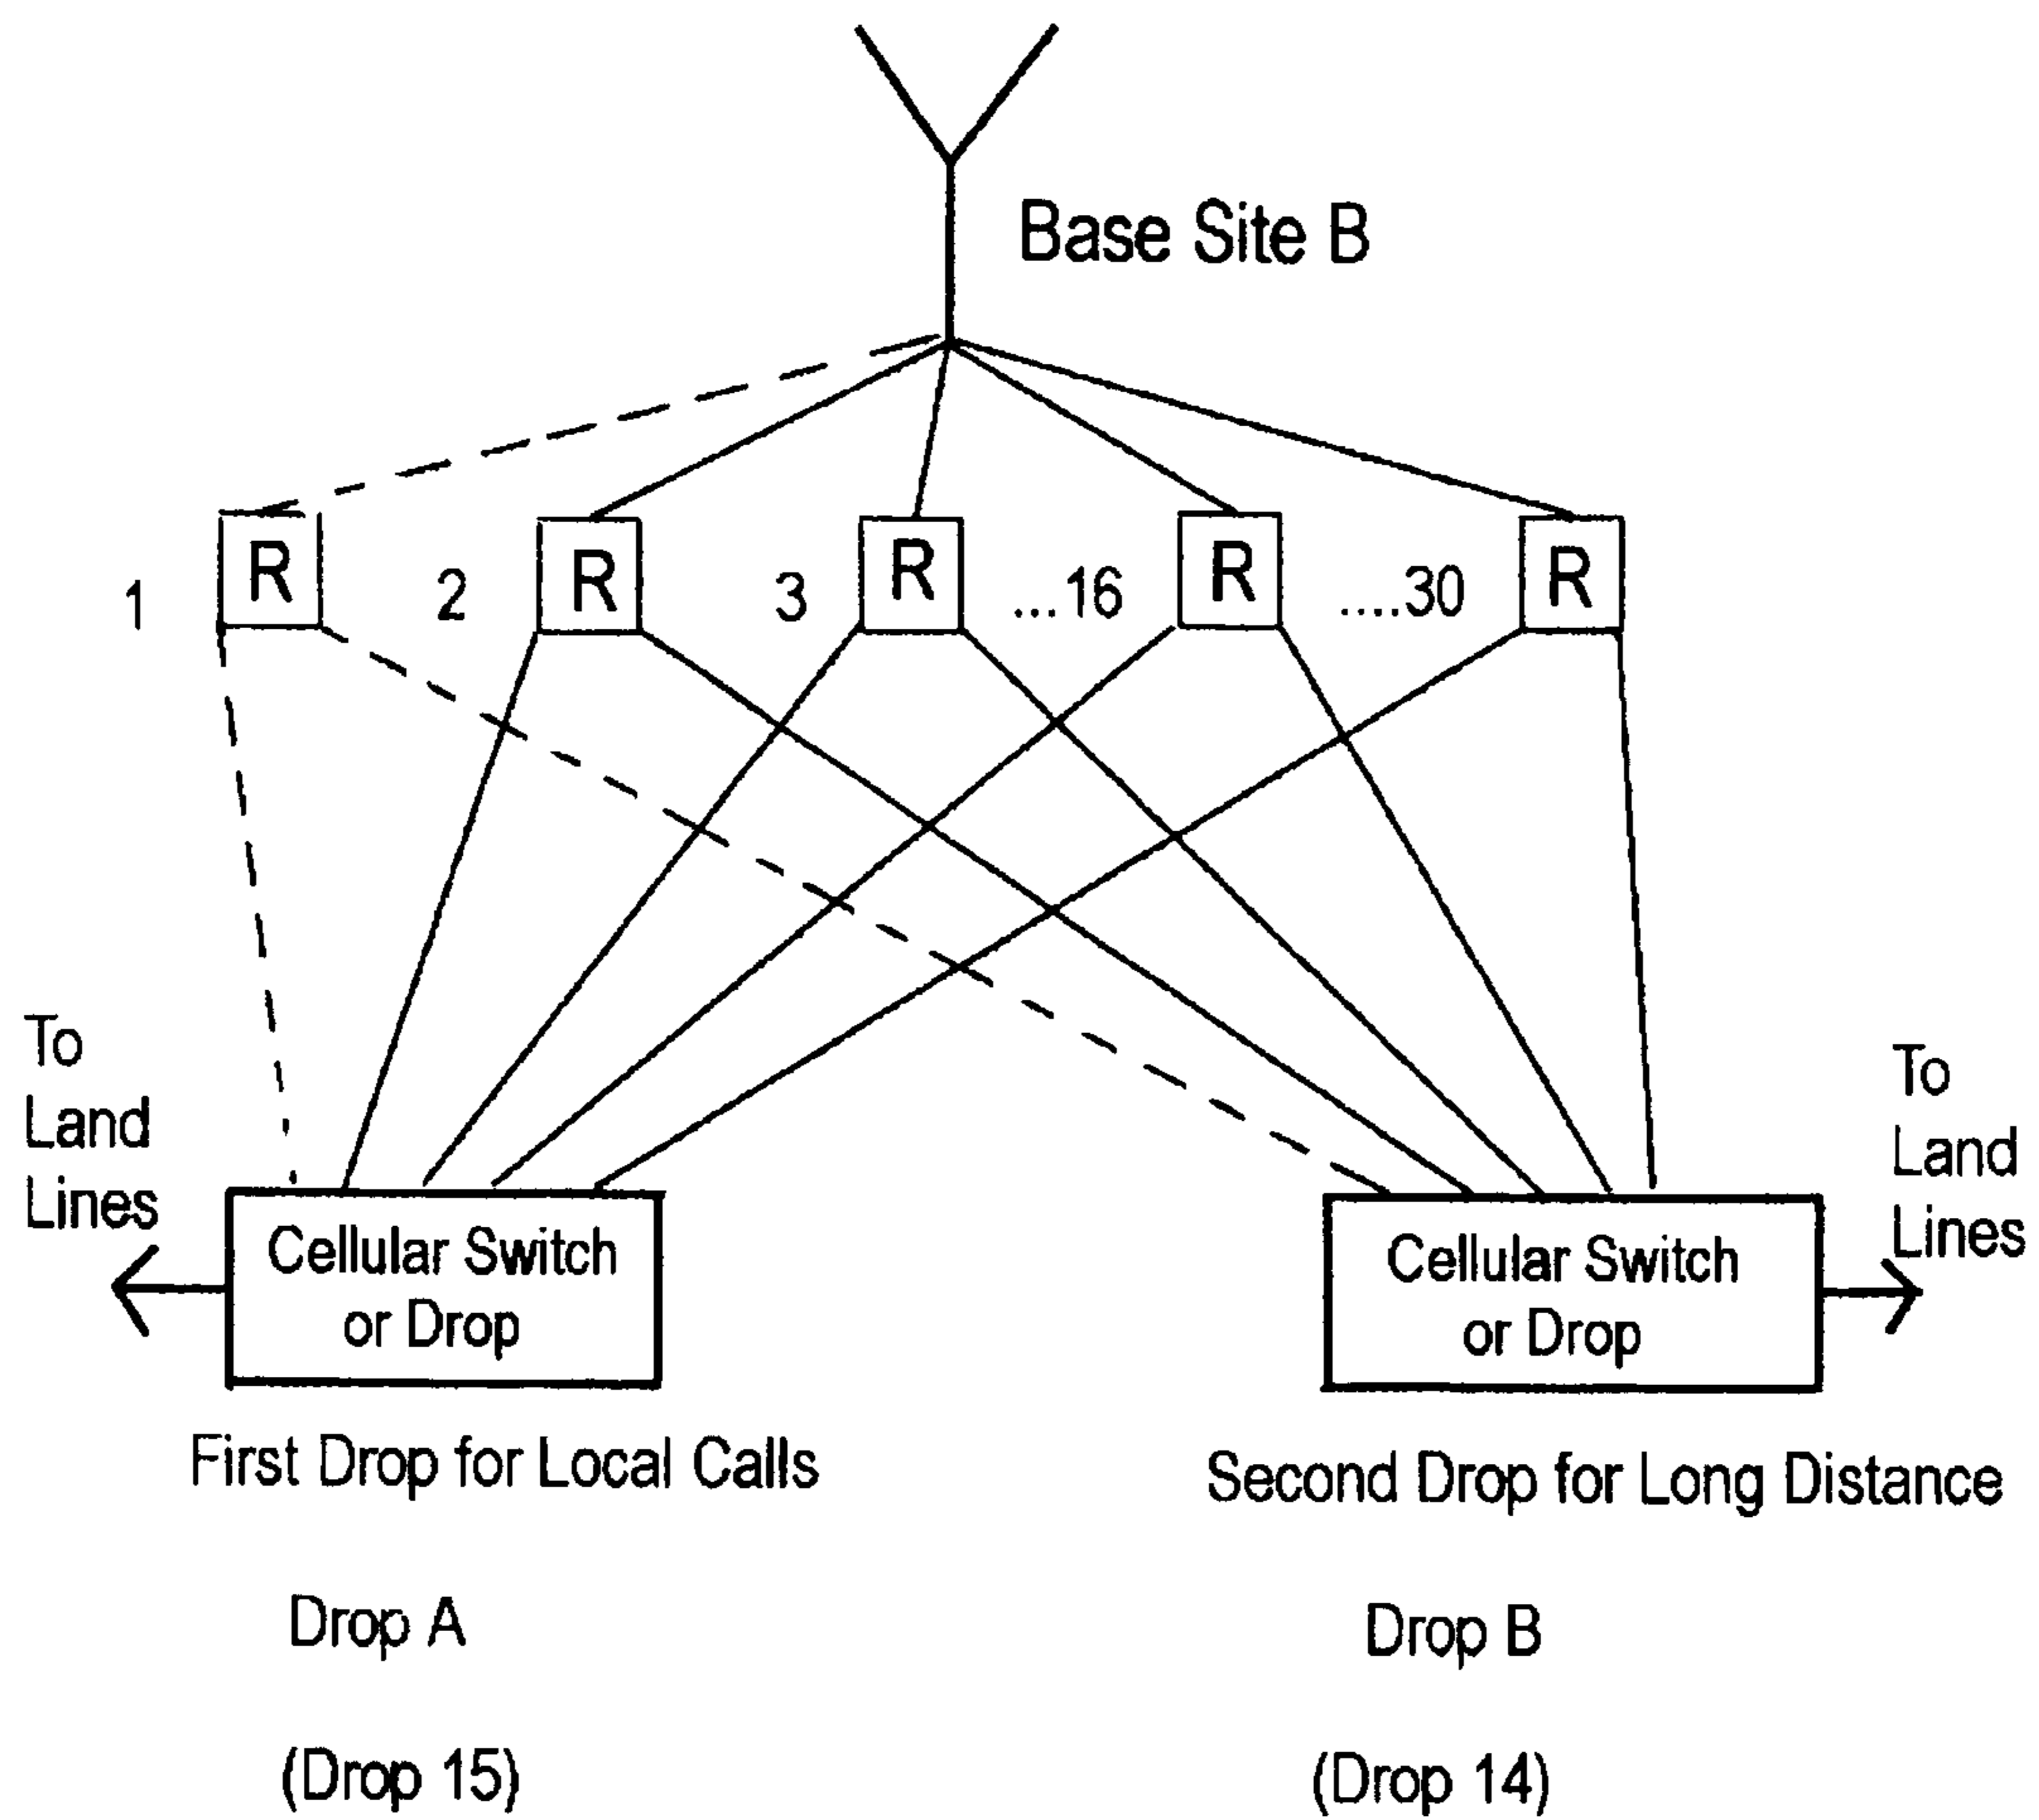 Base Site B
1 R 2 R 3 R ...16 R ....30 R
To
Land
Lines
To
Land
Lines
Cellular Switch
or Drop
Cellular Switch
or Drop
First Drop for Local Calls
Second Drop for Long Distance
Drop A
Drop B
(Drop 15)
(Drop 14)